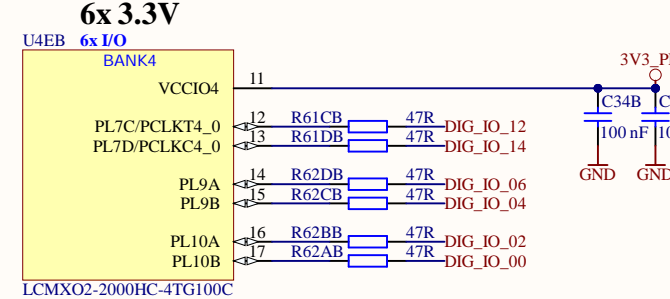 6x 3.3V
U4EB 6x I/O
BANK4
3V3_P
VCCIO4 11
C34B C
PL7C/PCLKT4_0 12 R61CB 47R DIG_IO_12
100 nF 10
PL7D/PCLKC4_0 13 R61DB 47R DIG_IO_14
GND GND
PL9A 14 R62DB 47R DIG_IO_06
PL9B 15 R62CB 47R DIG_IO_04
PL10A 16 R62BB 47R DIG_IO_02
PL10B 17 R62AB 47R DIG_IO_00
LCMXO2-2000HC-4TG100C